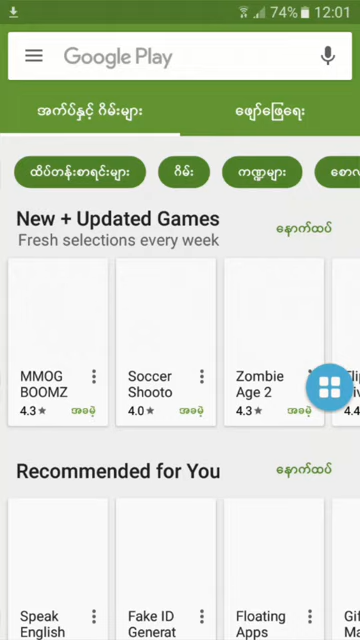 74% 12:01
Google Play
အက်ပ်နှင့် ဂိမ်းများ
ဖျော်ဖြေရေး
ထိပ်တန်းစာရင်းများ
ဂိမ်း
ကဏ္ဍများ
New + Updated Games
Fresh selections every week
နောက်ထပ်
MMOG
BOOMZ
4.3★ အခမဲ့
Soccer
Shooto
4.0★ အခမဲ့
Zombie
Age 2
4.3★ အခမဲ့
4.4
Recommended for You
နောက်ထပ်
Speak
English
Fake ID
Generat
Floating
Apps
Gif
Ma